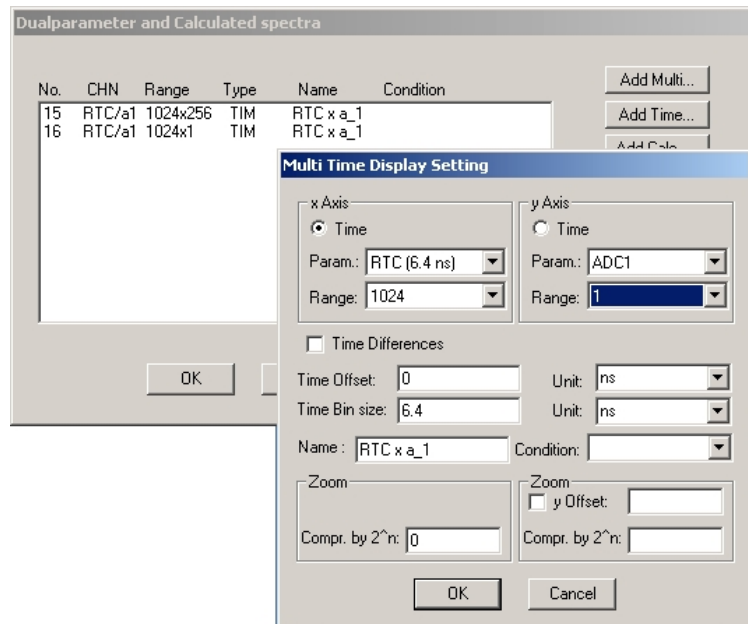 Dualparameter and Calculated spectra
No. CHN Range Type Name Condition
15 RTC/a1 1024x256 TIM RTC x a_1
16 RTC/a1 1024x1 TIM RTC x a_1
Add Multi...
Add Time...
Add Calc...
OK
Multi Time Display Setting
x Axis
Time
Param.: RTC (6.4 ns)
Range: 1024
y Axis
Time
Param.: ADC1
Range: 1
Time Differences
Time Offset: 0 Unit: ns
Time Bin size: 6.4 Unit: ns
Name : RTC x a_1 Condition:
Zoom
Compr. by 2^n: 0
Zoom
y Offset:
Compr. by 2^n:
OK Cancel